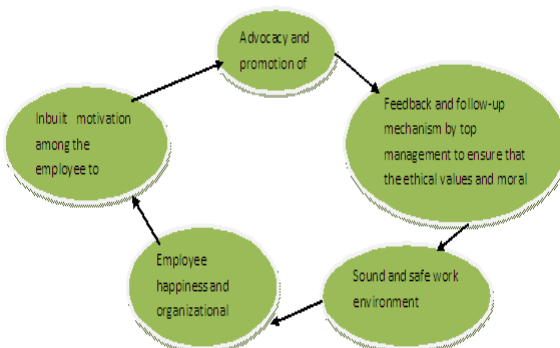 Advocacy and
promotion of
Feedback and follow-up
mechanism by top
management to ensure that
the ethical values and moral
Sound and safe work
environment
Employee
happiness and
organizational
Inbuilt motivation
among the
employee to